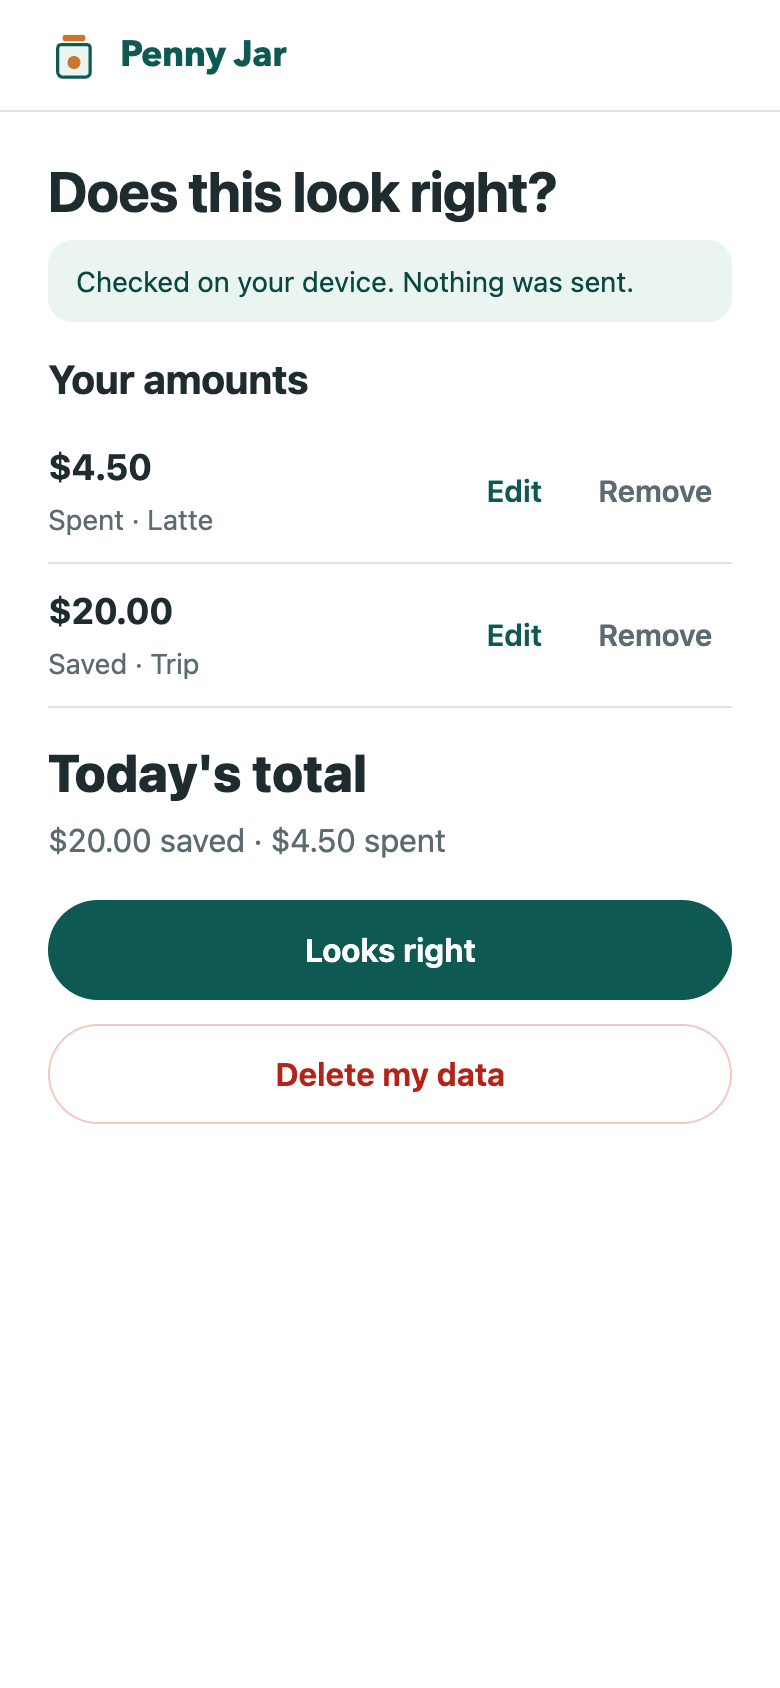 Penny Jar
Does this look right?
Checked on your device. Nothing was sent.
Your amounts
$4.50
Spent · Latte
Edit
Remove
$20.00
Saved · Trip
Edit
Remove
Today's total
$20.00 saved · $4.50 spent
Looks right
Delete my data